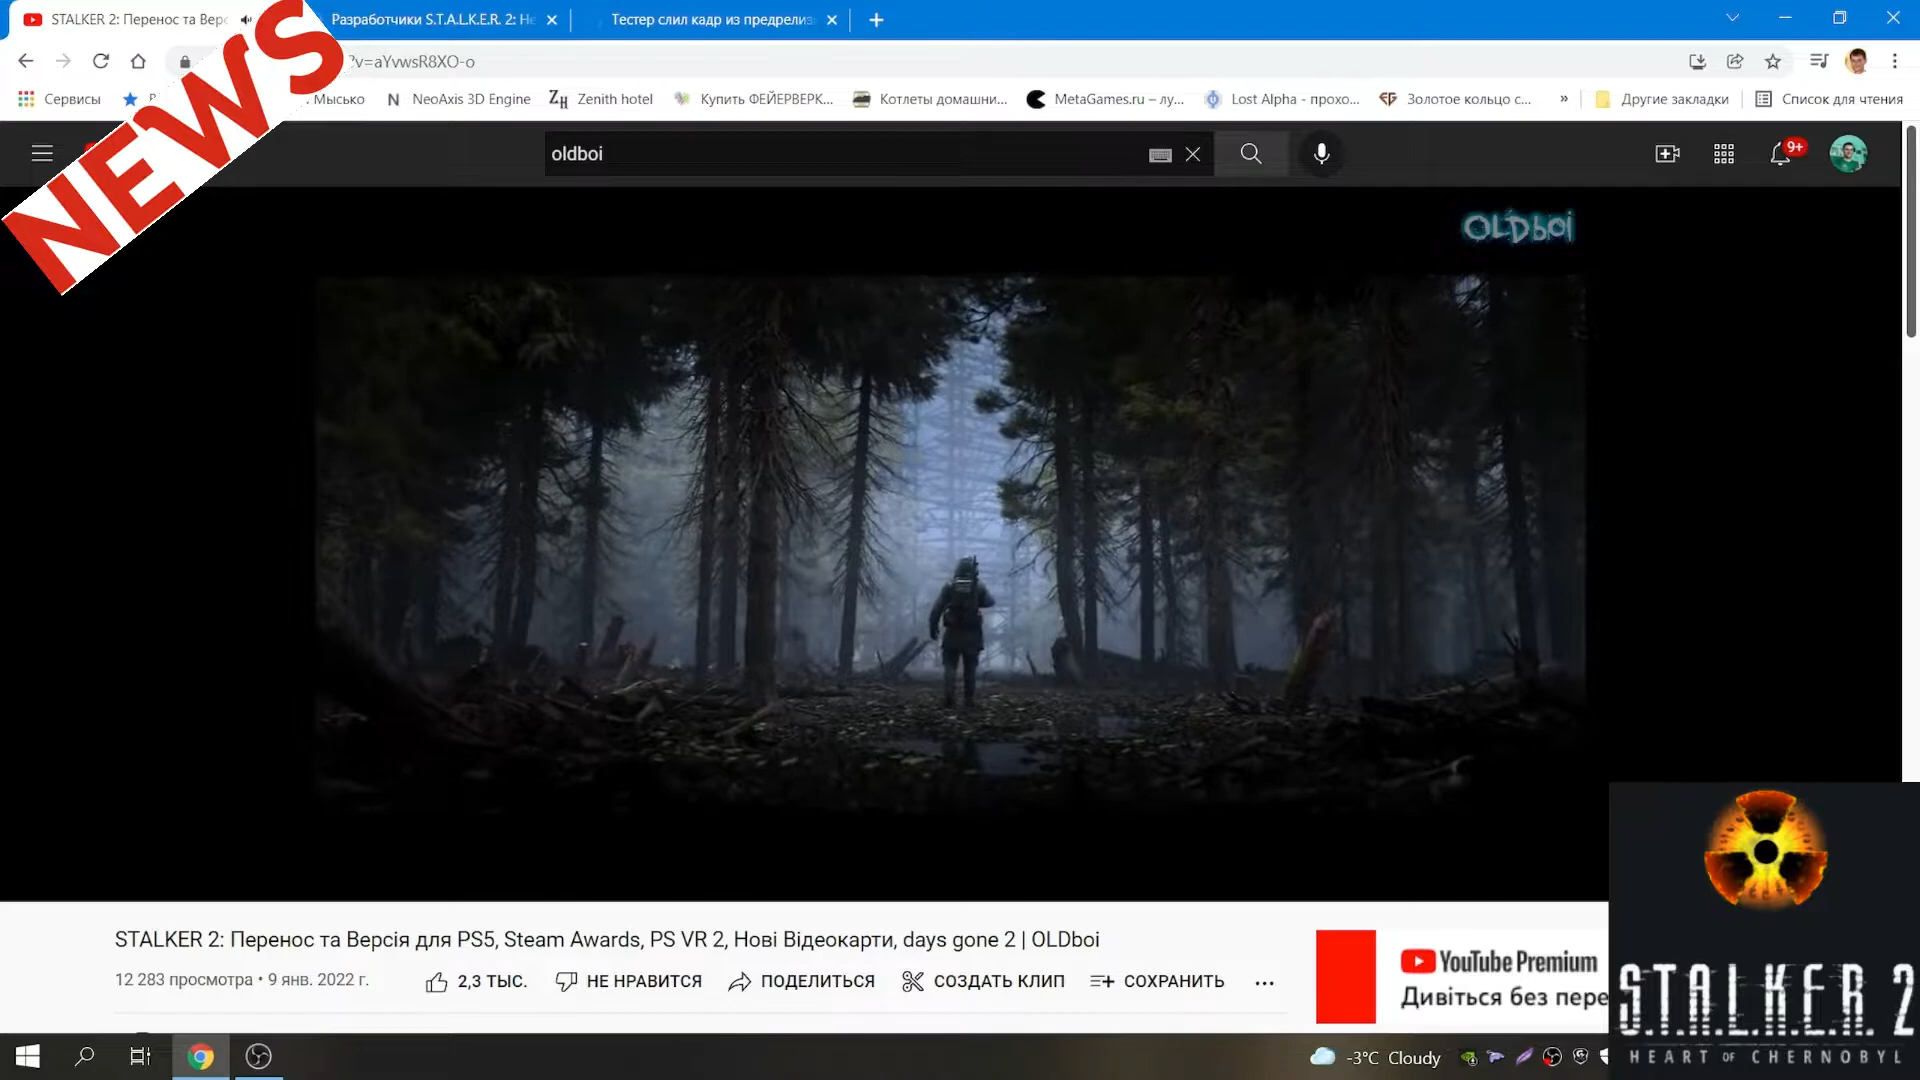 STALKER 2: Перенос та Верс
Разработчики S.T.A.L.K.E.R. 2: Не
Тестер слил кадр из предрелиз
NEWS
?v=aYvwsR8XO-o
Сервисы
Мысько
NeoAxis 3D Engine
Zenith hotel
Купить ФЕЙЕРВЕРК...
Котлеты домашни...
MetaGames.ru – лу...
Lost Alpha - прохо...
Золотое кольцо с...
»
Другие закладки
Список для чтения
oldboi
9+
OLDboi
STALKER 2: Перенос та Версія для PS5, Steam Awards, PS VR 2, Нові Відеокарти, days gone 2 | OLDboi
12 283 просмотра • 9 янв. 2022 г.
2,3 ТЫС.
НЕ НРАВИТСЯ
ПОДЕЛИТЬСЯ
СОЗДАТЬ КЛИП
СОХРАНИТЬ
YouTube Premium
Дивіться без пере
S.T.A.L.K.E.R. 2
HEART OF CHERNOBYL
-3°C Cloudy